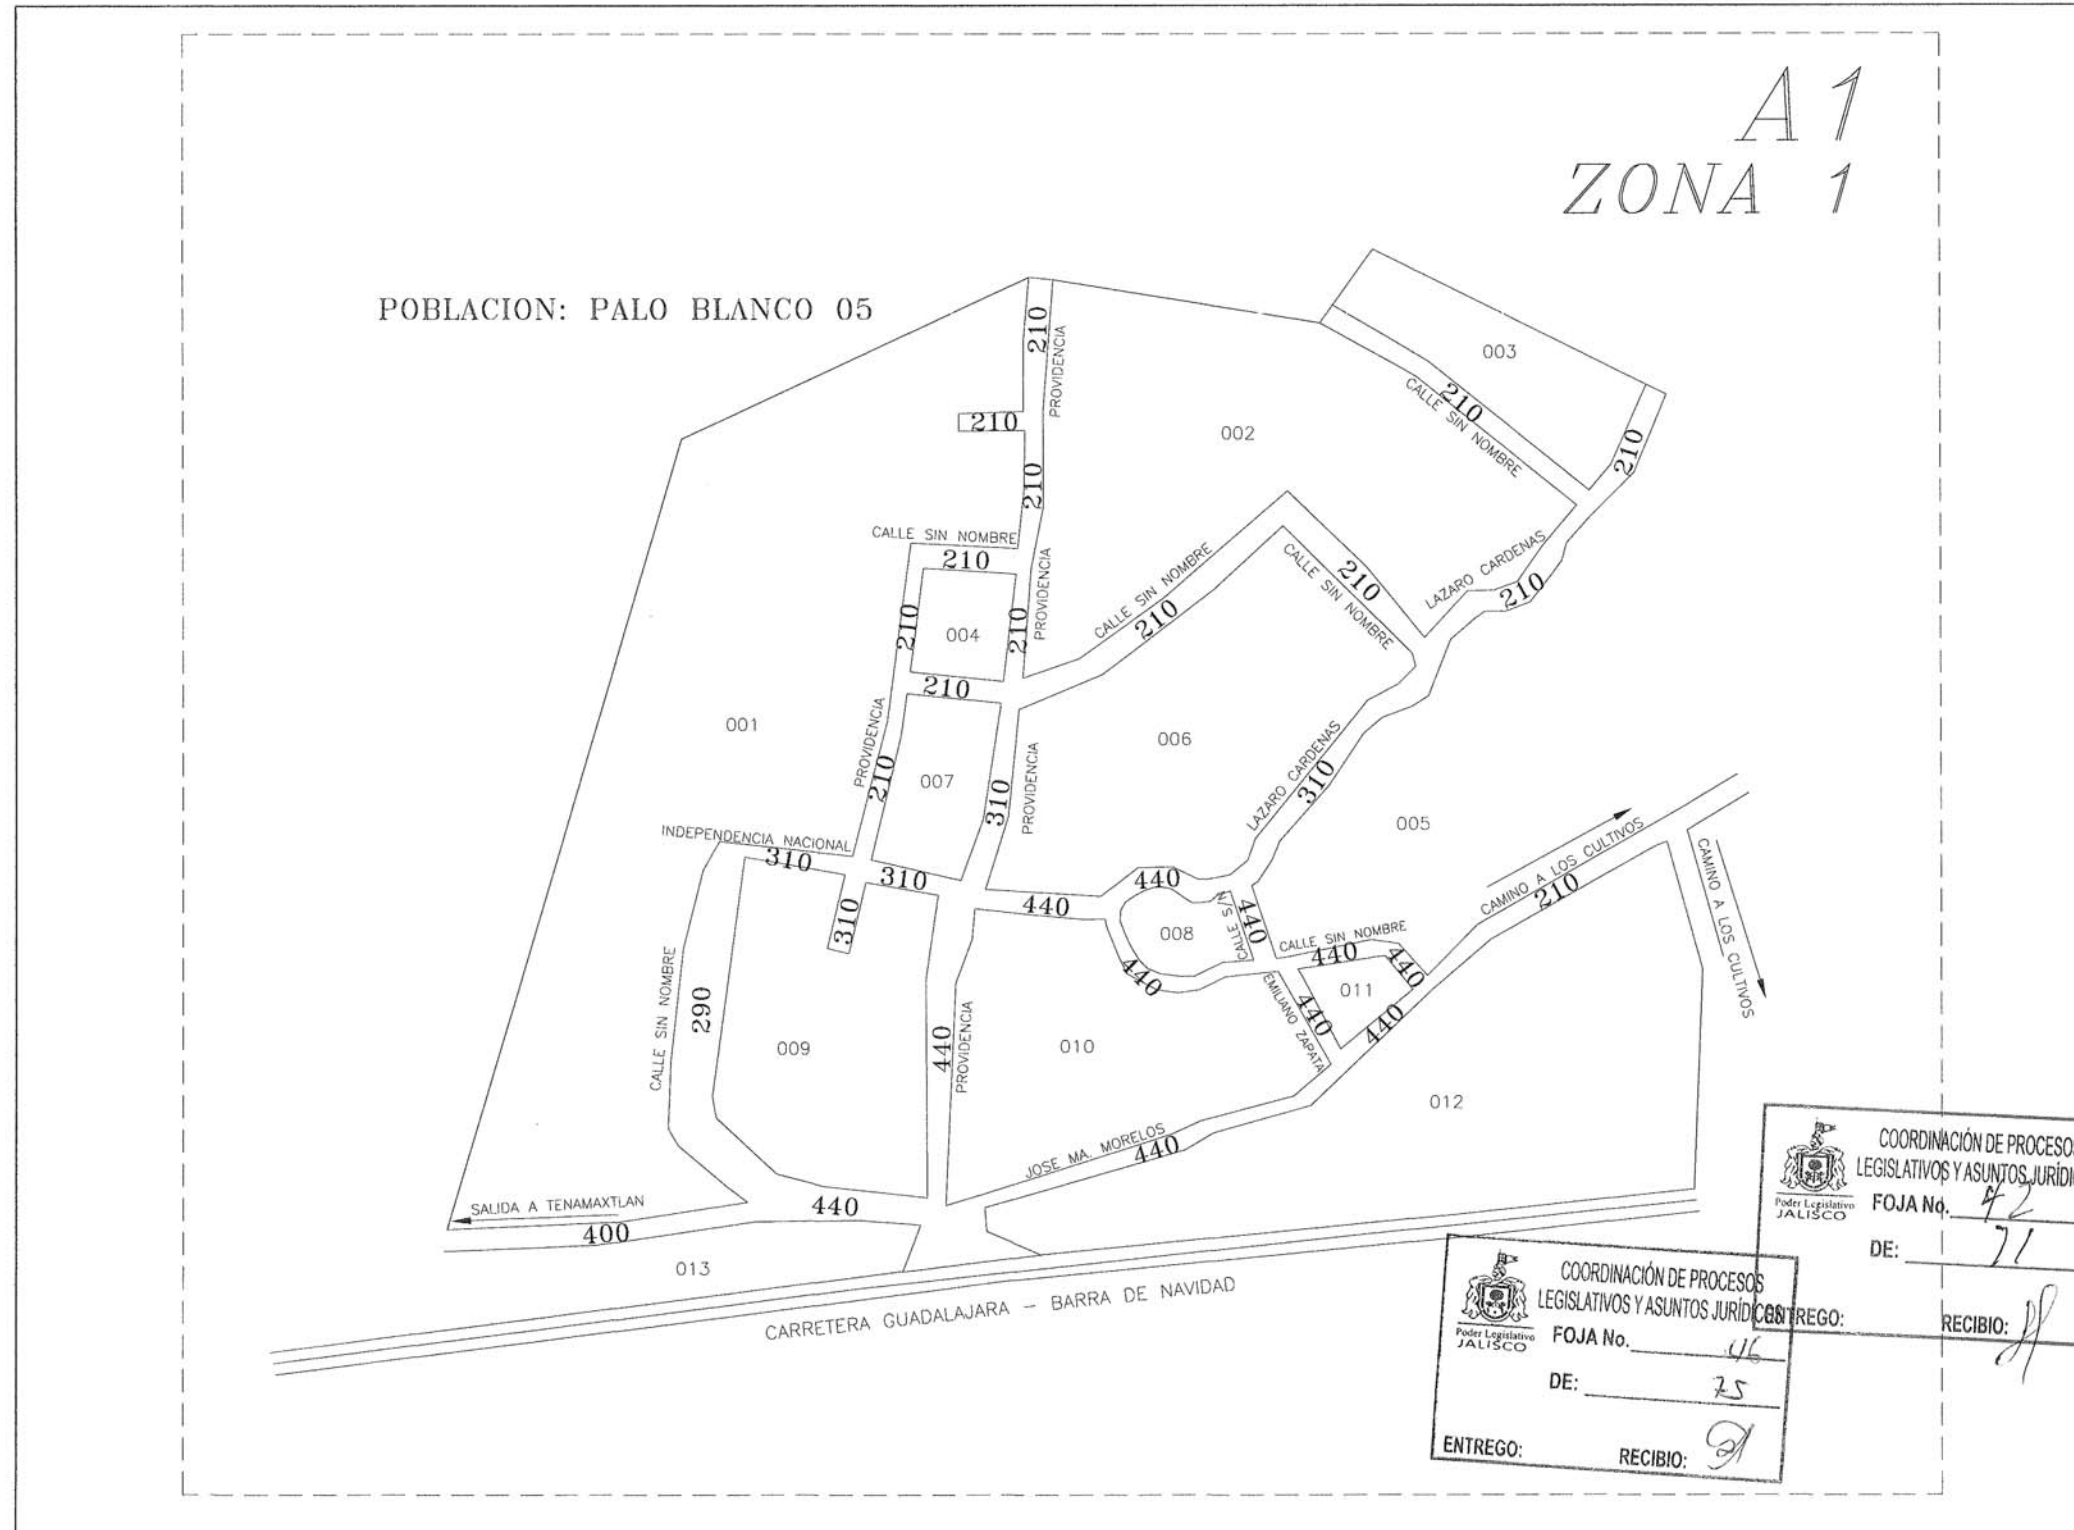 A 1
ZONA 1
POBLACION: PALO BLANCO 05
210
PROVIDENCIA
003
210
CALLE SIN NOMBRE
210
002
210
210
CALLE SIN NOMBRE
210
210
004
210
PROVIDENCIA
210
CALLE SIN NOMBRE
210
210
CALLE SIN NOMBRE
LAZARO CARDENAS
210
001
PROVIDENCIA
210
007
310
PROVIDENCIA
006
LAZARO CARDENAS
310
005
INDEPENDENCIA NACIONAL
310
310
310
440
440
008
440
CALLE S/N
440
CALLE SIN NOMBRE
440
440
011
440
EMILIANO ZAPATA
440
CAMINO A LOS CULTIVOS
210
CAMINO A LOS CULTIVOS
CALLE SIN NOMBRE
290
009
440
PROVIDENCIA
010
012
JOSE MA. MORELOS
440
SALIDA A TENAMAXTLAN
400
440
013
CARRETERA GUADALAJARA - BARRA DE NAVIDAD
COORDINACIÓN DE PROCESOS
LEGISLATIVOS Y ASUNTOS JURÍDI
Poder Legislativo
JALISCO
FOJA No. 42
DE: 71
ENTREGO: RECIBIO:
COORDINACIÓN DE PROCESOS
LEGISLATIVOS Y ASUNTOS JURÍDICOS
Poder Legislativo
JALISCO
FOJA No. 46
DE: 75
ENTREGO: RECIBIO: